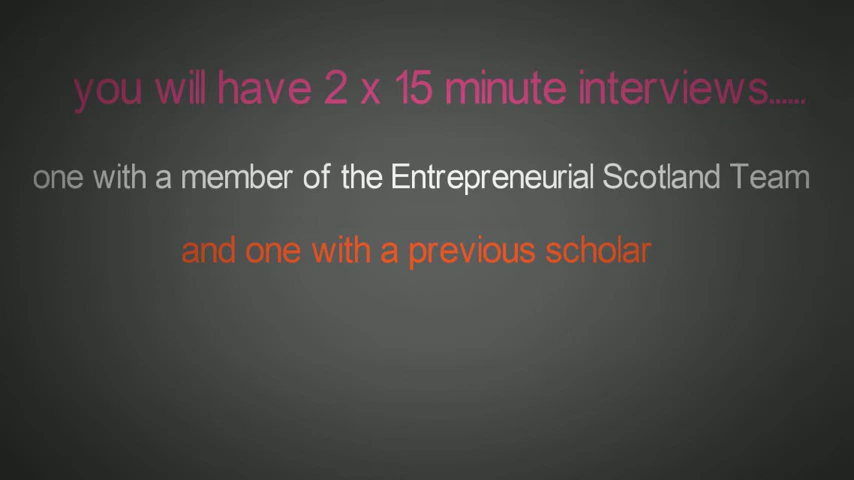 you will have 2 x 15 minute interviews......
one with a member of the Entrepreneurial Scotland Team
and one with a previous scholar